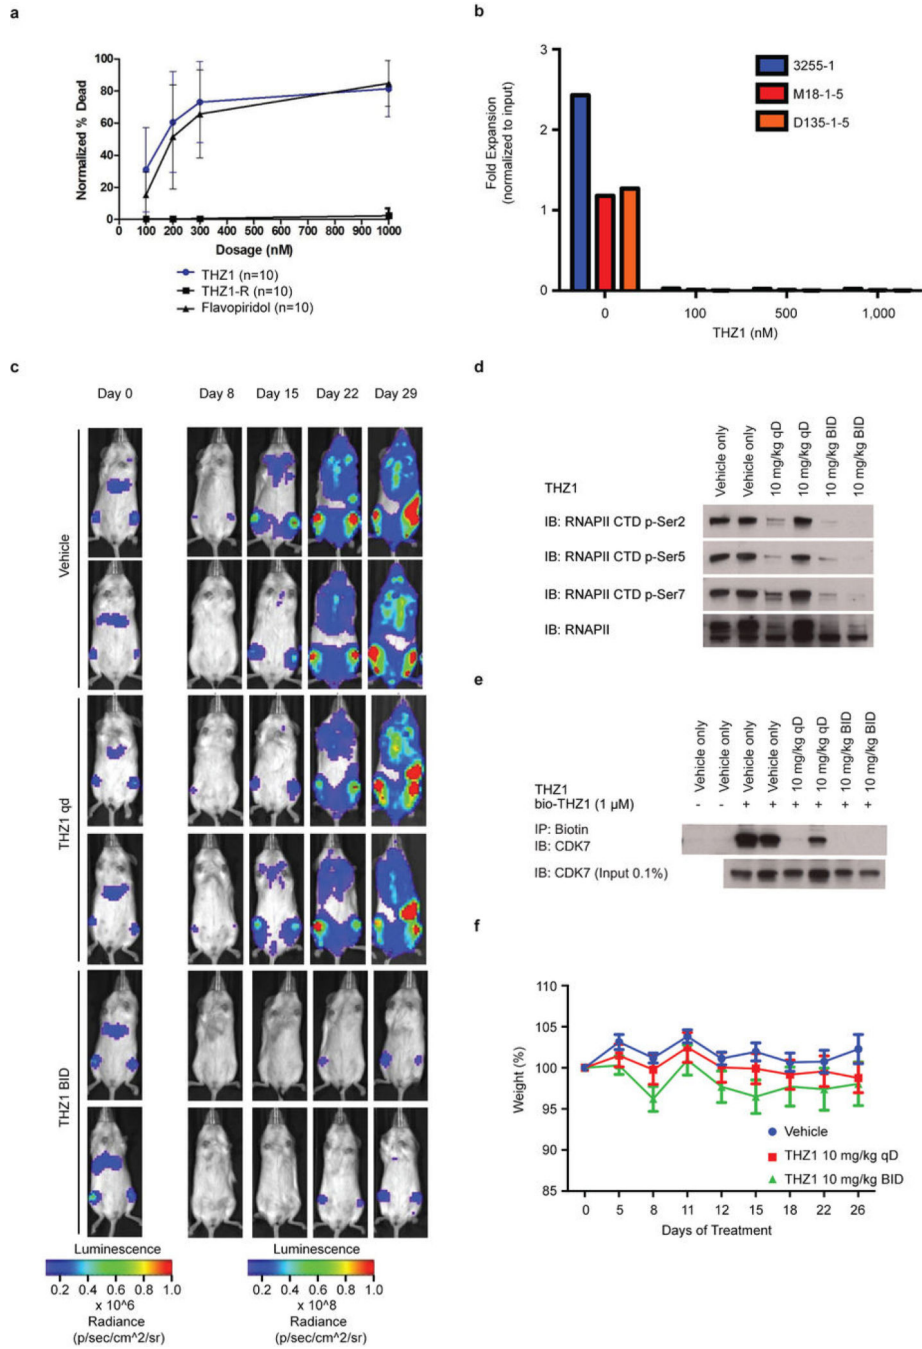 a
100
80
60
40
20
0
Normalized % Dead
0 100 200 300 400 500 600 700 800 900 1000
Dosage (nM)
THZ1 (n=10)
THZ1-R (n=10)
Flavopiridol (n=10)
b
3
2
1
0
Fold Expansion
(normalized to input)
3255-1
M18-1-5
D135-1-5
0 100 500 1,000
THZ1 (nM)
c
Day 0 Day 8 Day 15 Day 22 Day 29
Vehicle
THZ1 qd
THZ1 BID
Luminescence Luminescence
0.2 0.4 0.6 0.8 1.0 0.2 0.4 0.6 0.8 1.0
x 10^6 x 10^8
Radiance Radiance
(p/sec/cm^2/sr) (p/sec/cm^2/sr)
d
Vehicle only
Vehicle only
10 mg/kg qD
10 mg/kg qD
10 mg/kg BID
10 mg/kg BID
THZ1
IB: RNAPII CTD p-Ser2
IB: RNAPII CTD p-Ser5
IB: RNAPII CTD p-Ser7
IB: RNAPII
e
Vehicle only
Vehicle only
Vehicle only
Vehicle only
10 mg/kg qD
10 mg/kg qD
10 mg/kg BID
10 mg/kg BID
THZ1
bio-THZ1 (1 µM) - - + + + + + +
IP: Biotin
IB: CDK7
IB: CDK7 (Input 0.1%)
f
110
105
100
95
90
85
Weight (%)
Vehicle
THZ1 10 mg/kg qD
THZ1 10 mg/kg BID
0 5 8 11 12 15 18 22 26
Days of Treatment